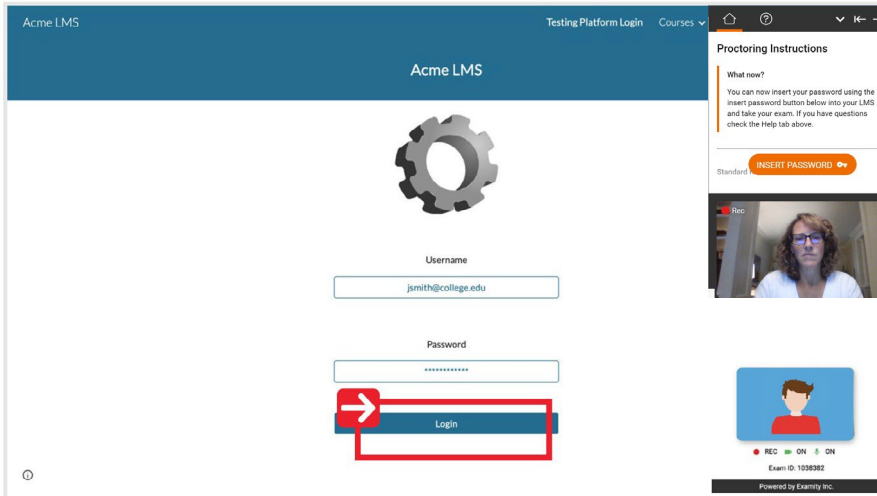 Acme LMS
Testing Platform Login Courses
Acme LMS
Username
jsmith@college.edu
Password
************
Login
Proctoring Instructions
What now?
You can now insert your password using the
insert password button below into your LMS
and take your exam. If you have questions
check the Help tab above.
Standard
INSERT PASSWORD
Rec
REC ON ON
Exam ID: 1038382
Powered by Examity Inc.